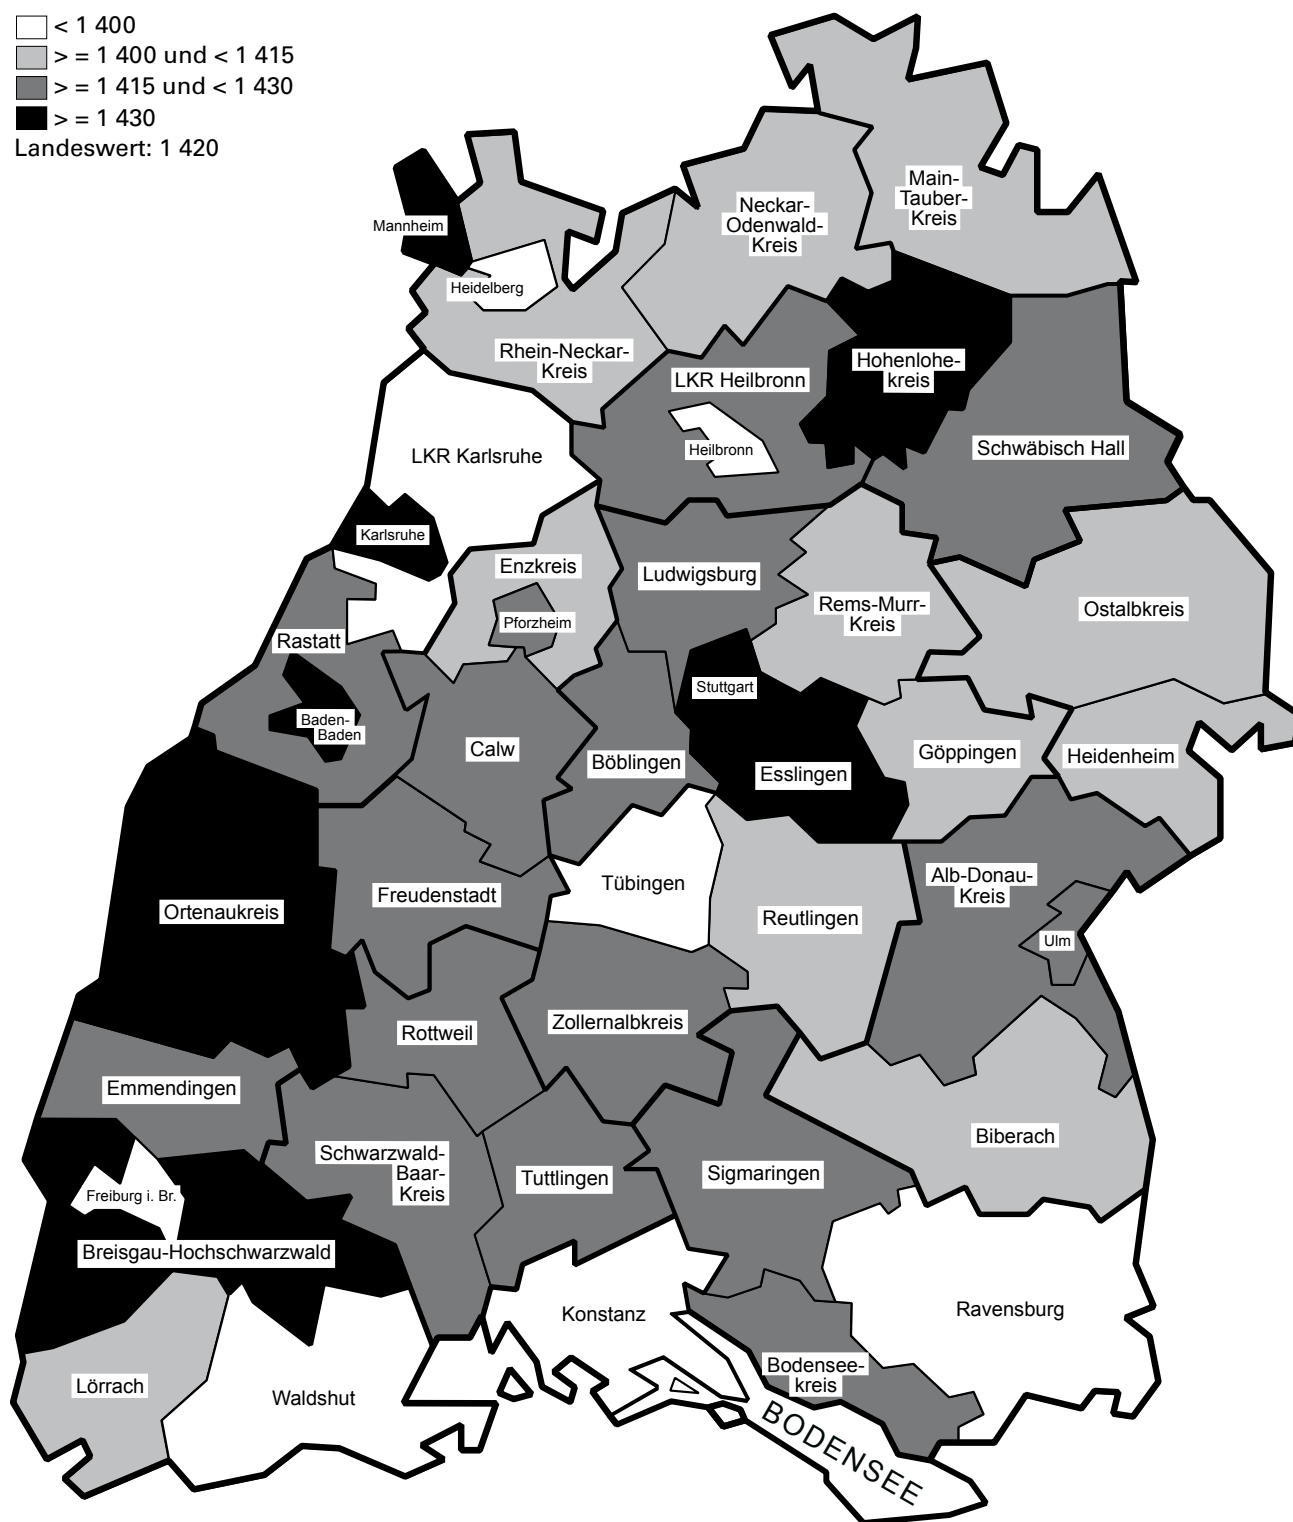 < 1 400
> = 1 400 und < 1 415
> = 1 415 und < 1 430
> = 1 430
Landeswert: 1 420
Main-
Tauber-
Kreis
Neckar-
Odenwald-
Kreis
Mannheim
Heidelberg
Rhein-Neckar-
Kreis
LKR Heilbronn
Hohenlohe-
kreis
Heilbronn
Schwäbisch Hall
LKR Karlsruhe
Karlsruhe
Enzkreis
Ludwigsburg
Rems-Murr-
Kreis
Ostalbkreis
Pforzheim
Rastatt
Stuttgart
Baden-
Baden
Calw
Böblingen
Esslingen
Göppingen
Heidenheim
Tübingen
Alb-Donau-
Kreis
Freudenstadt
Ortenaukreis
Reutlingen
Ulm
Rottweil
Zollernalbkreis
Emmendingen
Biberach
Schwarzwald-
Baar-
Kreis
Tuttlingen
Sigmaringen
Freiburg i. Br.
Breisgau-Hochschwarzwald
Konstanz
Ravensburg
Lörrach
Waldshut
Bodensee-
kreis
BODENSEE